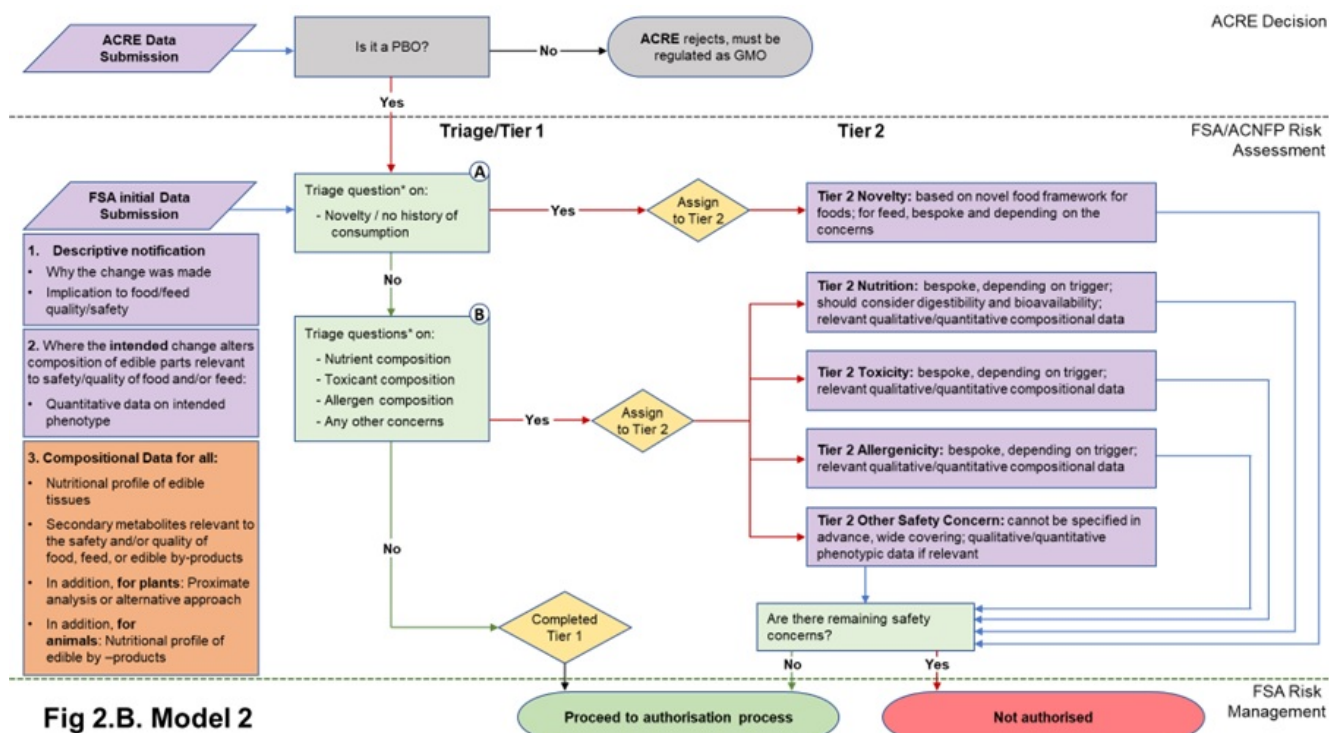 ACRE Decision
ACRE Data
Submission
Is it a PBO?
No
ACRE rejects, must be
regulated as GMO
Yes
Triage/Tier 1
Tier 2
FSA/ACNFP Risk
Assessment
FSA initial Data
Submission
A
Triage question* on:
- Novelty / no history of
consumption
Yes
Assign
to Tier 2
Tier 2 Novelty: based on novel food framework for
foods; for feed, bespoke and depending on the
concerns
1. Descriptive notification
• Why the change was made
• Implication to food/feed
quality/safety
No
2. Where the intended change alters
composition of edible parts relevant
to safety/quality of food and/or feed:
• Quantitative data on intended
phenotype
B
Triage questions* on:
- Nutrient composition
- Toxicant composition
- Allergen composition
- Any other concerns
Yes
Assign
to Tier 2
Tier 2 Nutrition: bespoke, depending on trigger;
should consider digestibility and bioavailability;
relevant qualitative/quantitative compositional data
Tier 2 Toxicity: bespoke, depending on trigger;
relevant qualitative/quantitative compositional data
Tier 2 Allergenicity: bespoke, depending on trigger;
relevant qualitative/quantitative compositional data
Tier 2 Other Safety Concern: cannot be specified in
advance, wide covering; qualitative/quantitative
phenotypic data if relevant
3. Compositional Data for all:
• Nutritional profile of edible
tissues
• Secondary metabolites relevant to
the safety and/or quality of
food, feed, or edible by-products
• In addition, for plants: Proximate
analysis or alternative approach
• In addition, for
animals: Nutritional profile of
edible by –products
No
Completed
Tier 1
Are there remaining safety
concerns?
No
Yes
FSA Risk
Management
Fig 2.B. Model 2
Proceed to authorisation process
Not authorised